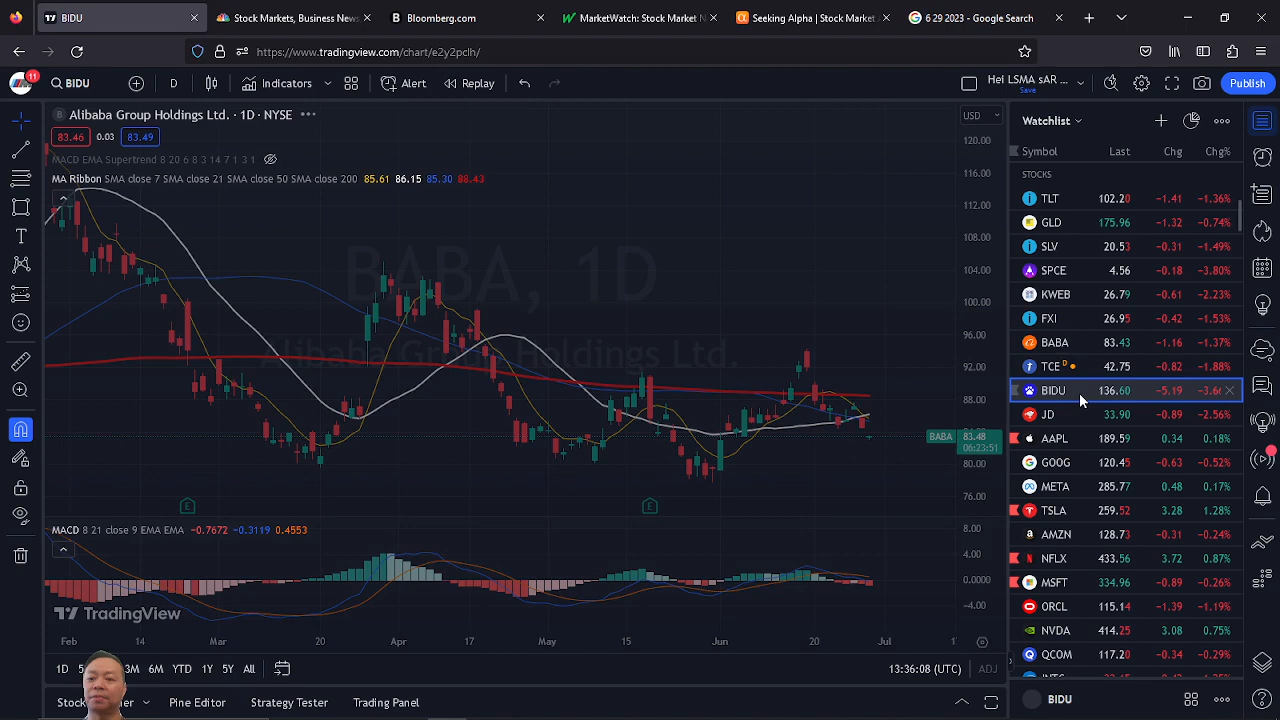 BIDU
Stock Markets, Business News
Bloomberg.com
MarketWatch: Stock Market N
Seeking Alpha | Stock Market A
6 29 2023 - Google Search
https://www.tradingview.com/chart/e2y2pclh/
11
BIDU
D
Indicators
Alert
Replay
Hei LSMA sAR ...
Save
Publish
Alibaba Group Holdings Ltd. · 1D · NYSE
USD
Watchlist
83.46 0.03 83.49
MACD EMA Supertrend 8 20 6 8 3 14 7 1 3 1
MA Ribbon SMA close 7 SMA close 21 SMA close 50 SMA close 200 85.61 86.15 85.30 88.43
BABA, 1D
Alibaba Group Holdings Ltd.
120.00
116.00
112.00
108.00
104.00
100.00
96.00
92.00
88.00
80.00
76.00
BABA 83.48
06:23:51
E
E
MACD 8 21 close 9 EMA EMA -0.7672 -0.3119 0.4553
8.00
4.00
0.0000
-4.00
TradingView
Feb 14 Mar 20 Apr 17 May 15 Jun 20 Jul
1D
3M 6M YTD 1Y 5Y All
13:36:08 (UTC)
ADJ
Pine Editor
Strategy Tester
Trading Panel
Symbol Last Chg Chg%
STOCKS
TLT 102.20 -1.41 -1.36%
GLD 175.96 -1.32 -0.74%
SLV 20.53 -0.31 -1.49%
SPCE 4.56 -0.18 -3.80%
KWEB 26.79 -0.61 -2.23%
FXI 26.95 -0.42 -1.53%
BABA 83.43 -1.16 -1.37%
TCE D 42.75 -0.82 -1.88%
BIDU 136.60 -5.19
JD 33.90 -0.89 -2.56%
AAPL 189.59 0.34 0.18%
GOOG 120.45 -0.63 -0.52%
META 285.77 0.48 0.17%
TSLA 259.52 3.28 1.28%
AMZN 128.73 -0.31 -0.24%
NFLX 433.56 3.72 0.87%
MSFT 334.96 -0.89 -0.26%
ORCL 115.14 -1.39 -1.19%
NVDA 414.25 3.08 0.75%
QCOM 117.20 -0.34 -0.29%
BIDU